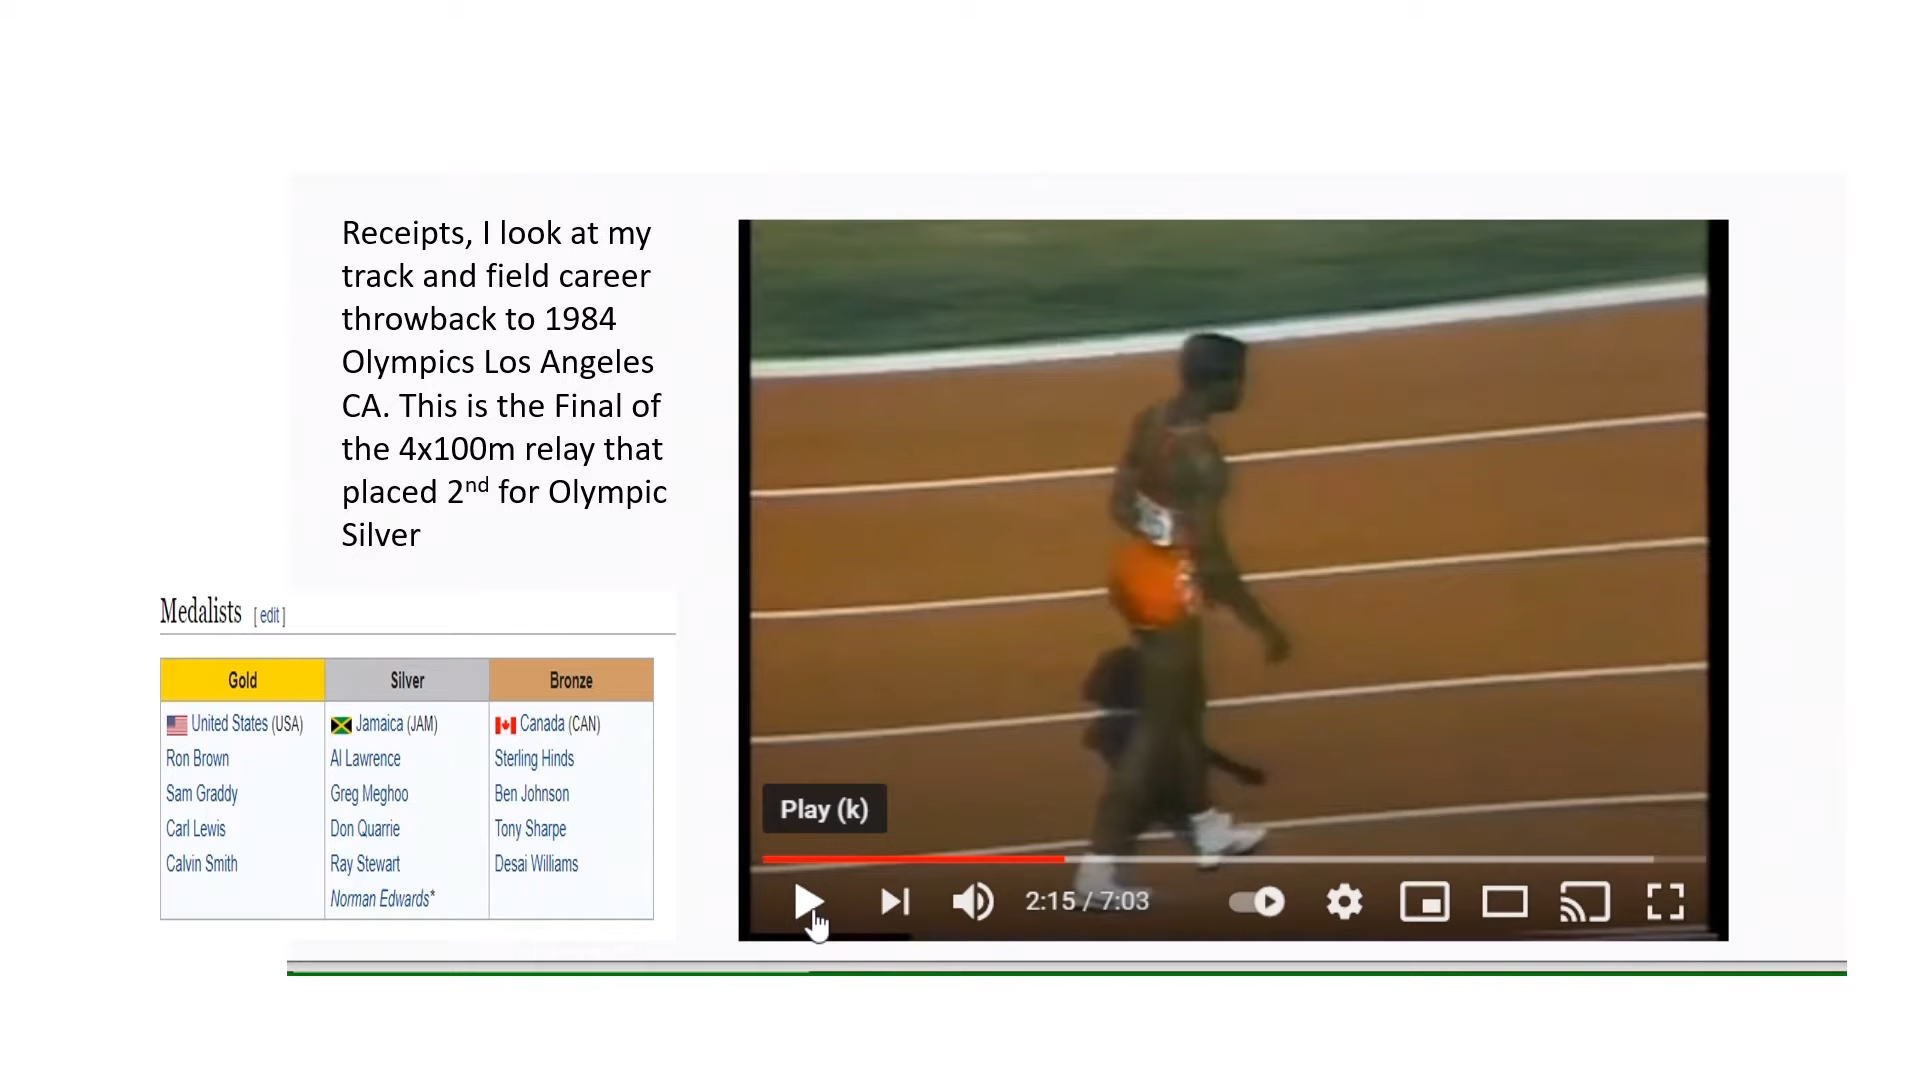 Receipts, I look at my
track and field career
throwback to 1984
Olympics Los Angeles
CA. This is the Final of
the 4x100m relay that
placed 2nd for Olympic
Silver
Medalists [ edit ]
Gold Silver Bronze
United States (USA) Jamaica (JAM) Canada (CAN)
Ron Brown Al Lawrence Sterling Hinds
Sam Graddy Greg Meghoo Ben Johnson
Carl Lewis Don Quarrie Tony Sharpe
Calvin Smith Ray Stewart Desai Williams
Norman Edwards*
Play (k)
2:15 / 7:03